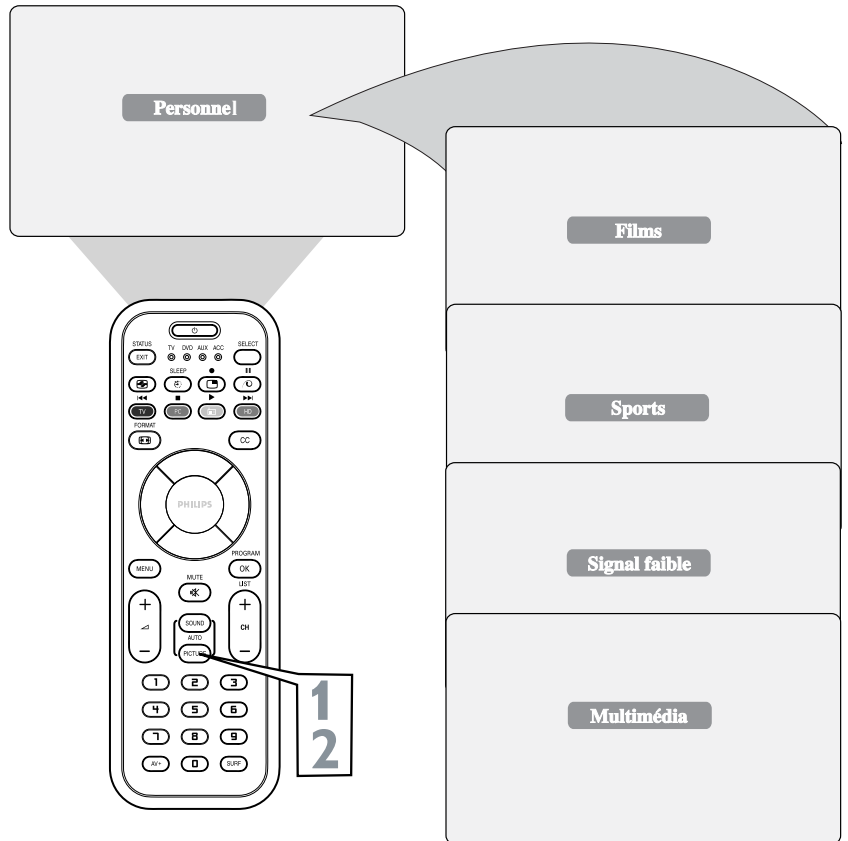 Personnel
Films
Sports
Signal faible
Multimédia
STATUS
TV DVD AUX ACC
SELECT
EXIT
SLEEP
TV
PC
HD
FORMAT
CC
PHILIPS
PROGRAM
MENU
OK
MUTE
LIST
+
+
SOUND
CH
AUTO
PICTURE
–
–
1 2 3
4 5 6
7 8 9
AV+ 0 SURF
1
2